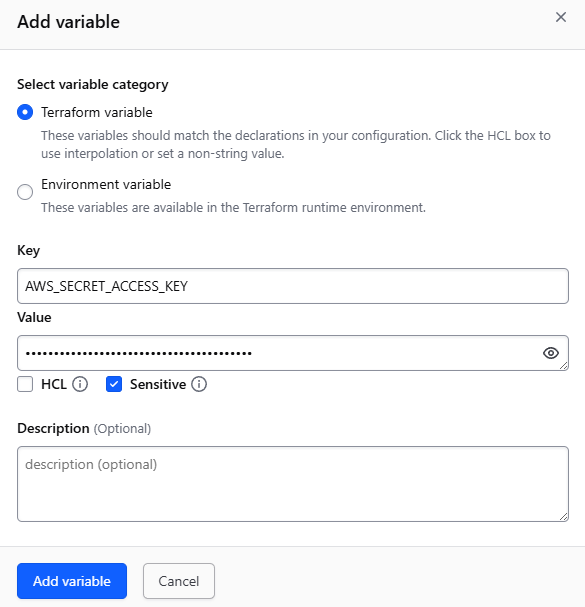 Add variable
Select variable category
Terraform variable
These variables should match the declarations in your configuration. Click the HCL box to
use interpolation or set a non-string value.
Environment variable
These variables are available in the Terraform runtime environment.
Key
AWS_SECRET_ACCESS_KEY
Value
••••••••••••••••••••••••••••••••••••••••
HCL Sensitive
Description (Optional)
description (optional)
Add variable Cancel